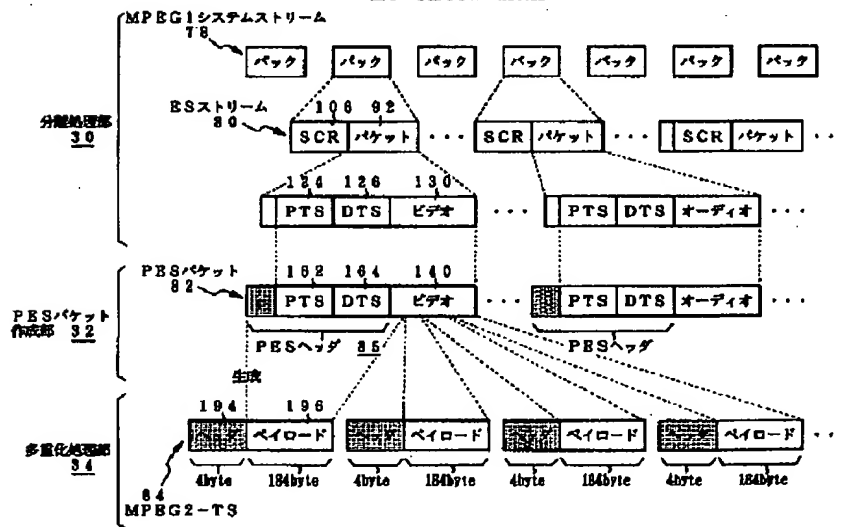 MPEG1システムストリーム
78
パック パック パック パック パック パック パック
分離処理部
30
ESストリーム
80
106 92
SCR パケット ・・・ SCR パケット ・・・ SCR パケット ・・
124 126 130
PTS DTS ビデオ ・・・ PTS DTS オーディオ ・・・
PESパケット
82
162 164 140
PTS DTS ビデオ ・・・ PTS DTS オーディオ ・・・
PESパケット
作成部 32
PESヘッダ 85 PESヘッダ
生成
194 196
ペイロード ペイロード ペイロード ペイロード ・・
多重化処理部
34
4byte 184byte 4byte 184byte 4byte 184byte 4byte 184byte
84
MPEG2-TS